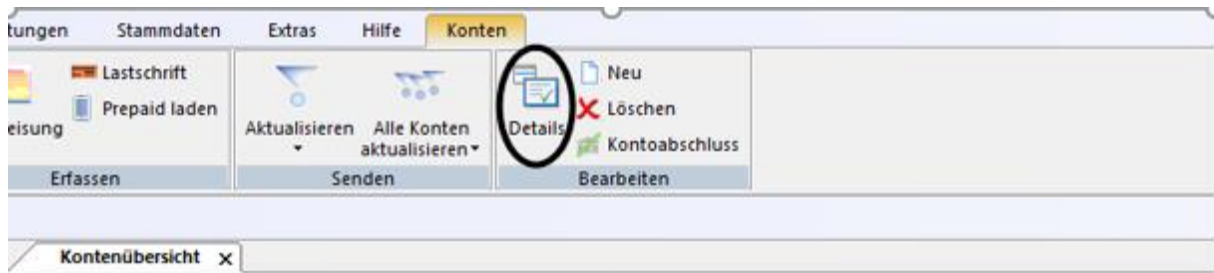 tungen Stammdaten Extras Hilfe Konten
Lastschrift
Prepaid laden
eisung
Erfassen
Aktualisieren
Alle Konten
aktualisieren
Senden
Details
Neu
Löschen
Kontoabschluss
Bearbeiten
Kontenübersicht x